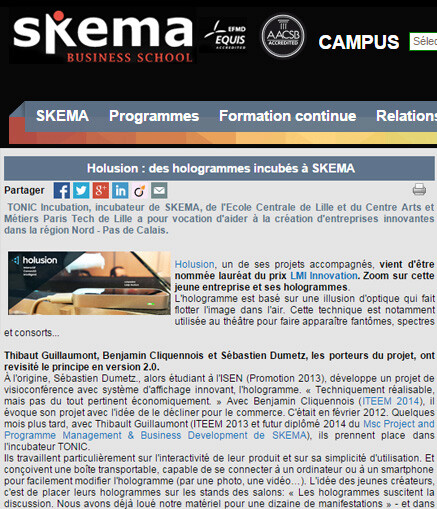 skema
BUSINESS SCHOOL
EFMD
EQUIS
ACCREDITED
AACSB
ACCREDITED
CAMPUS
Sélec
SKEMA Programmes Formation continue Relations
Holusion : des hologrammes incubés à SKEMA
Partager
TONIC Incubation, incubateur de SKEMA, de l'Ecole Centrale de Lille et du Centre Arts et
Métiers Paris Tech de Lille a pour vocation d'aider à la création d'entreprises innovantes
dans la région Nord - Pas de Calais.
holusion
Holusion, un de ses projets accompagnés, vient d'être
nommée lauréat du prix LMI Innovation. Zoom sur cette
jeune entreprise et ses hologrammes.
L'hologramme est basé sur une illusion d'optique qui fait
flotter l'image dans l'air. Cette technique est notamment
utilisée au théâtre pour faire apparaître fantômes, spectres
et consorts...
Thibaut Guillaumont, Benjamin Cliquennois et Sébastien Dumetz, les porteurs du projet, ont
revisité le principe en version 2.0.
À l'origine, Sébastien Dumetz., alors étudiant à l'ISEN (Promotion 2013), développe un projet de
visioconférence avec système d'affichage innovant, l'hologramme. « Techniquement réalisable,
mais pas du tout pertinent économiquement. » Avec Benjamin Cliquennois (ITEEM 2014), il
évoque son projet avec l'idée de le décliner pour le commerce. C'était en février 2012. Quelques
mois plus tard, avec Thibaut Guillaumont (ITEEM 2013 et futur diplômé 2014 du Msc Project and
Programme Management & Business Development de SKEMA), ils prennent place dans
l'incubateur TONIC.
Ils travaillent particulièrement sur l'interactivité de leur produit et sur sa simplicité d'utilisation. Et
conçoivent une boîte transportable, capable de se connecter à un ordinateur ou à un smartphone
pour facilement modifier l'hologramme (par une photo, une vidéo…). L'idée des jeunes créateurs,
c'est de placer leurs hologrammes sur les stands des salons: « Les hologrammes suscitent la
discussion. Nous avons déjà loué notre matériel pour une dizaine de manifestations » - et dans